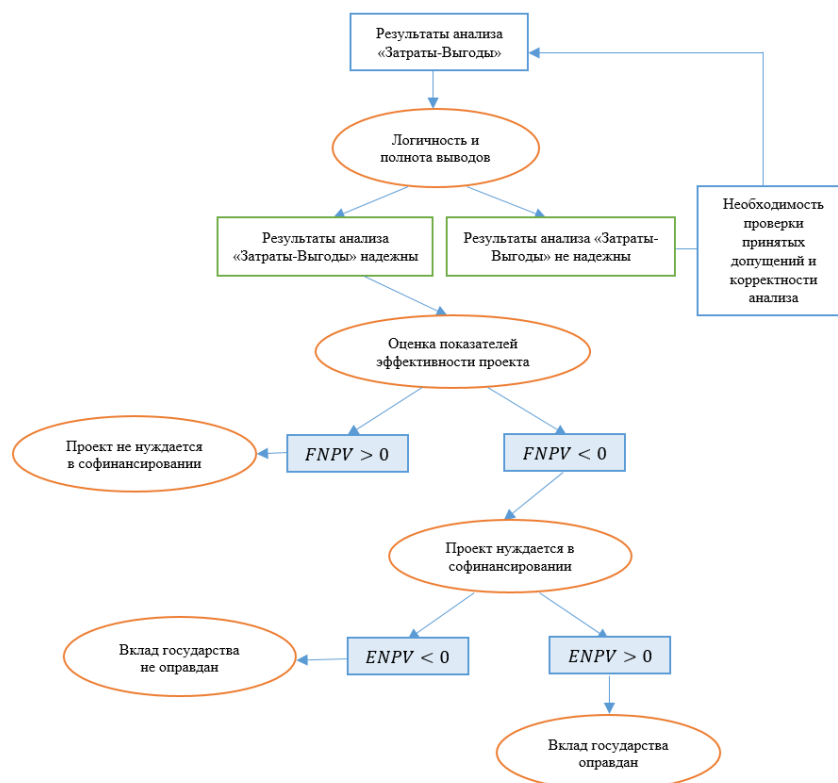 Результаты анализа
«Затраты-Выгоды»
Логичность и
полнота выводов
Результаты анализа
«Затраты-Выгоды» надежны
Результаты анализа «Затраты-
Выгоды» не надежны
Необходимость
проверки
принятых
допущений и
корректности
анализа
Оценка показателей
эффективности проекта
Проект не нуждается
в софинансировании
FNPV > 0
FNPV < 0
Проект нуждается в
софинансировании
Вклад государства
не оправдан
ENPV < 0
ENPV > 0
Вклад государства
оправдан